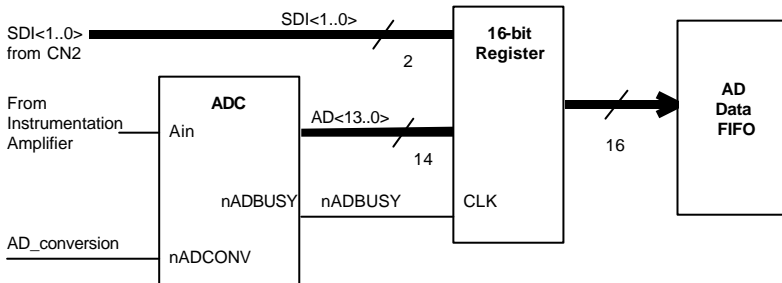 SDI<1..0>
from CN2
SDI<1..0>
2
16-bit
Register
CLK
AD
Data
FIFO
16
From
Instrumentation
Amplifier
ADC
Ain
nADBUSY
nADCONV
AD<13..0>
14
nADBUSY
AD_conversion